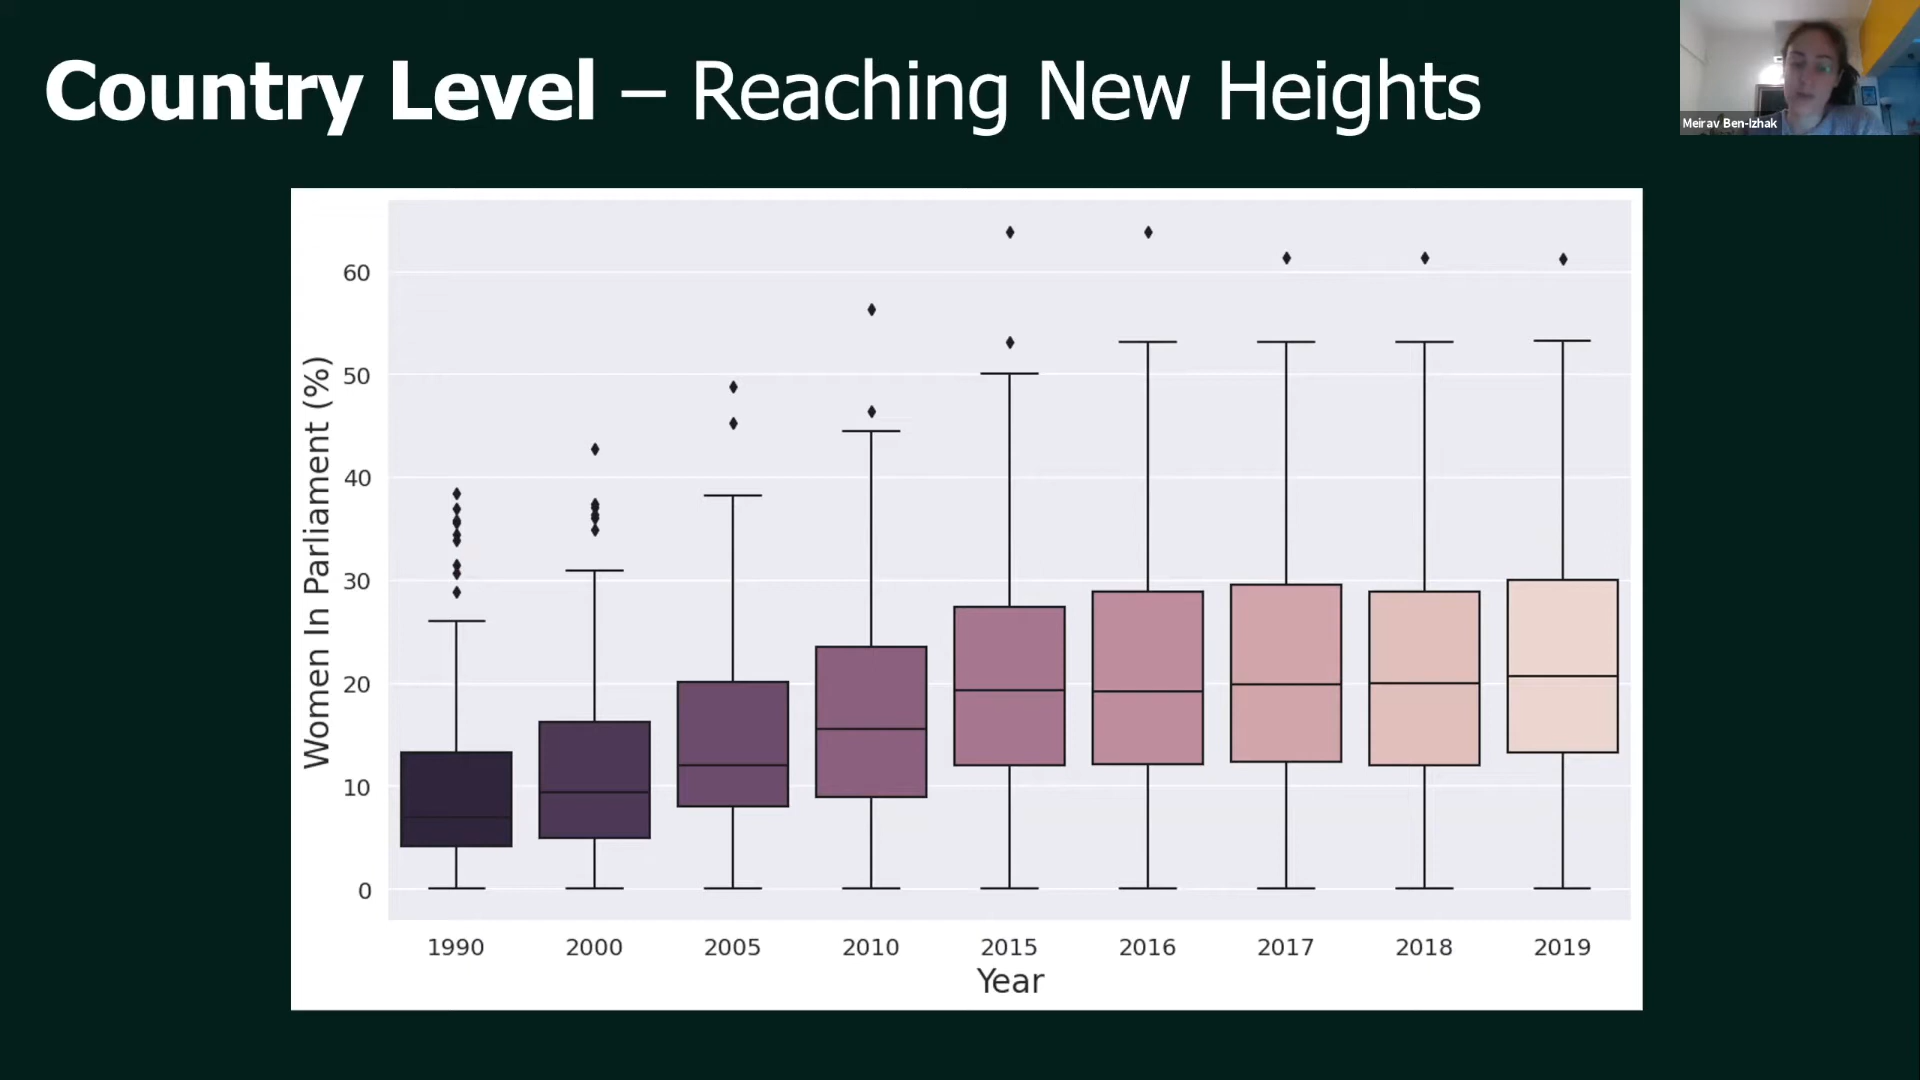 Country Level – Reaching New Heights
Meirav Ben-Izhak
Women In Parliament (%)
60
50
40
30
20
10
0
1990 2000 2005 2010 2015 2016 2017 2018 2019
Year